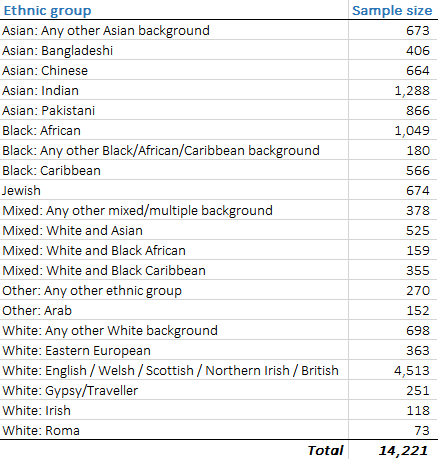 Ethnic group Sample size
Asian: Any other Asian background 673
Asian: Bangladeshi 406
Asian: Chinese 664
Asian: Indian 1,288
Asian: Pakistani 866
Black: African 1,049
Black: Any other Black/African/Caribbean background 180
Black: Caribbean 566
Jewish 674
Mixed: Any other mixed/multiple background 378
Mixed: White and Asian 525
Mixed: White and Black African 159
Mixed: White and Black Caribbean 355
Other: Any other ethnic group 270
Other: Arab 152
White: Any other White background 698
White: Eastern European 363
White: English / Welsh / Scottish / Northern Irish / British 4,513
White: Gypsy/Traveller 251
White: Irish 118
White: Roma 73
Total 14,221